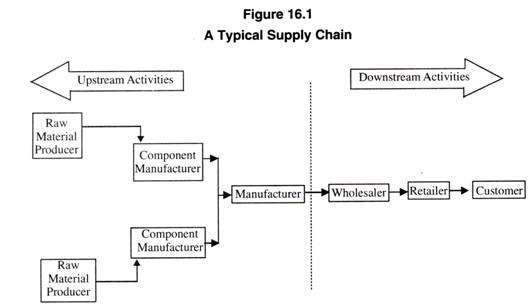 Figure 16.1
A Typical Supply Chain
Upstream Activities
Downstream Activities
Raw
Material
Producer
Component
Manufacturer
Manufacturer
Wholesaler
Retailer
Customer
Component
Manufacturer
Raw
Material
Producer